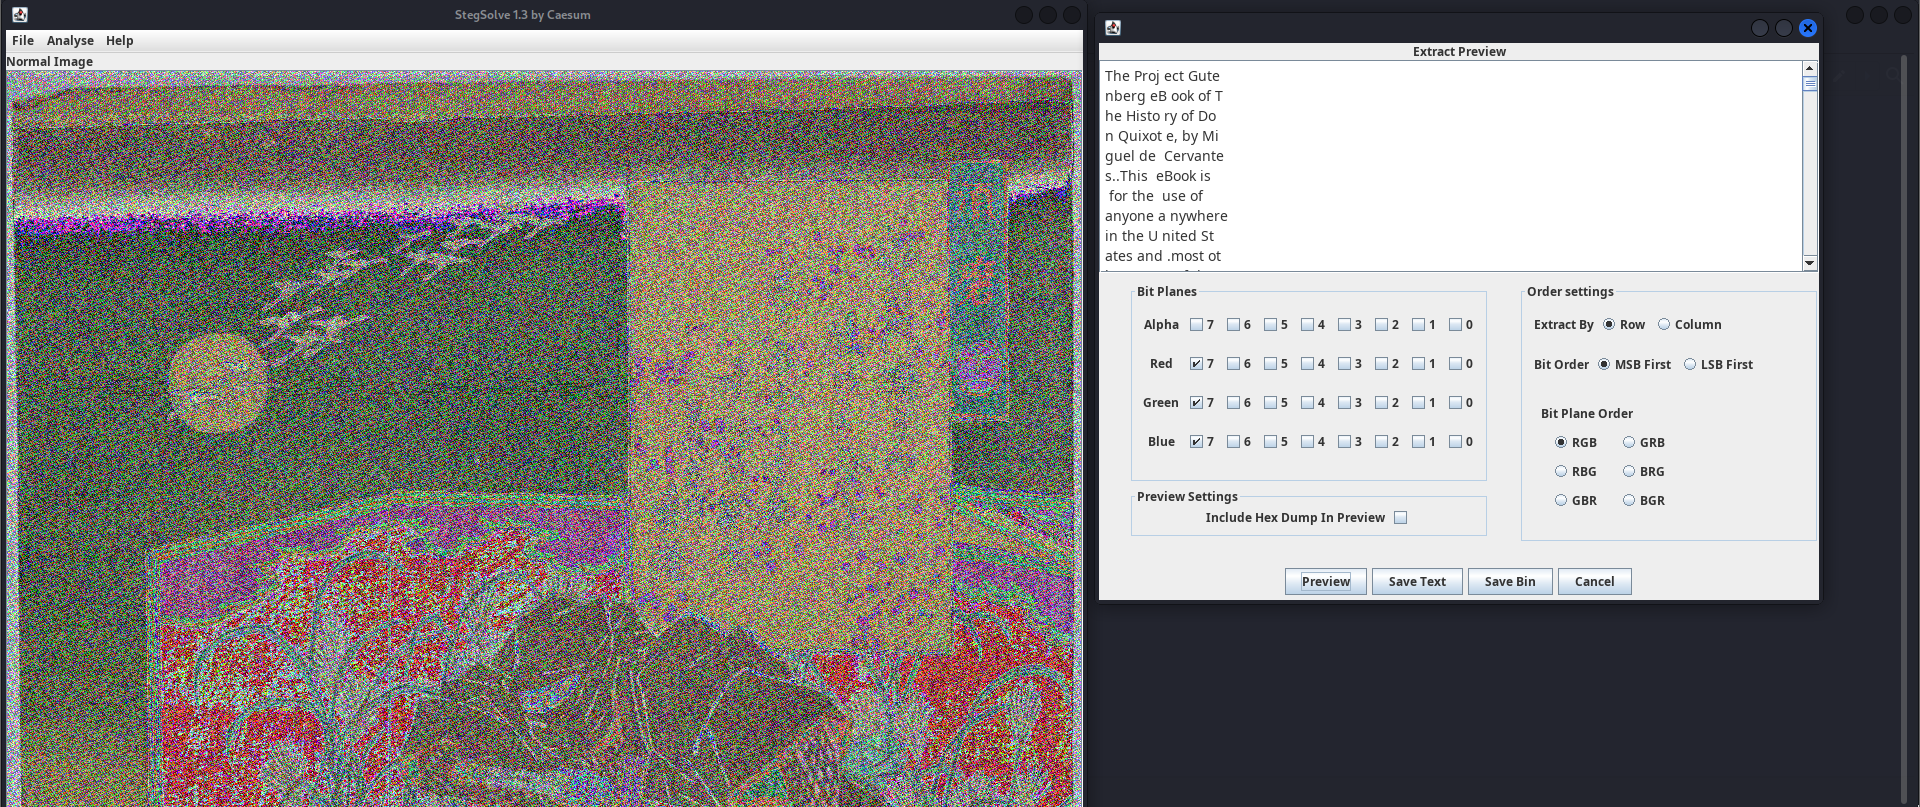 StegSolve 1.3 by Caesum
File Analyse Help
Normal Image
Extract Preview
The Proj ect Gute
nberg eB ook of T
he Histo ry of Do
n Quixot e, by Mi
guel de  Cervante
s..This  eBook is
 for the  use of
anyone a nywhere
in the U nited St
ates and .most ot
Bit Planes
Alpha 7 6 5 4 3 2 1 0
Red 7 6 5 4 3 2 1 0
Green 7 6 5 4 3 2 1 0
Blue 7 6 5 4 3 2 1 0
Preview Settings
Include Hex Dump In Preview
Order settings
Extract By Row Column
Bit Order MSB First LSB First
Bit Plane Order
RGB GRB
RBG BRG
GBR BGR
Preview Save Text Save Bin Cancel